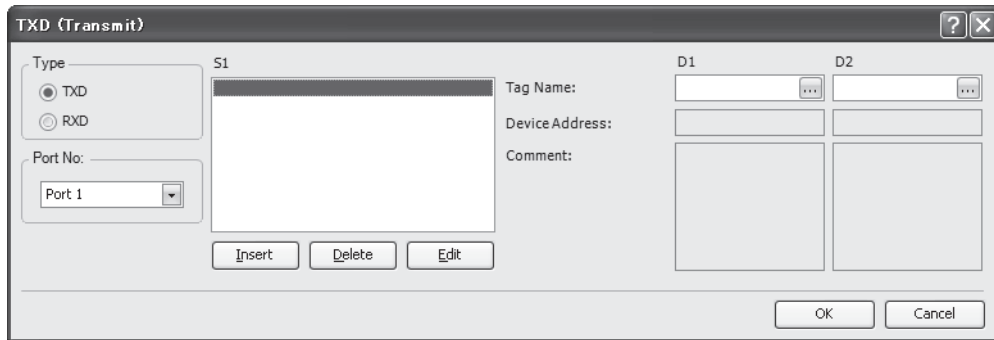 TXD (Transmit)
Type
TXD
RXD
Port No:
Port 1
S1
Insert Delete Edit
D1 D2
Tag Name: ... ...
Device Address:
Comment:
OK Cancel